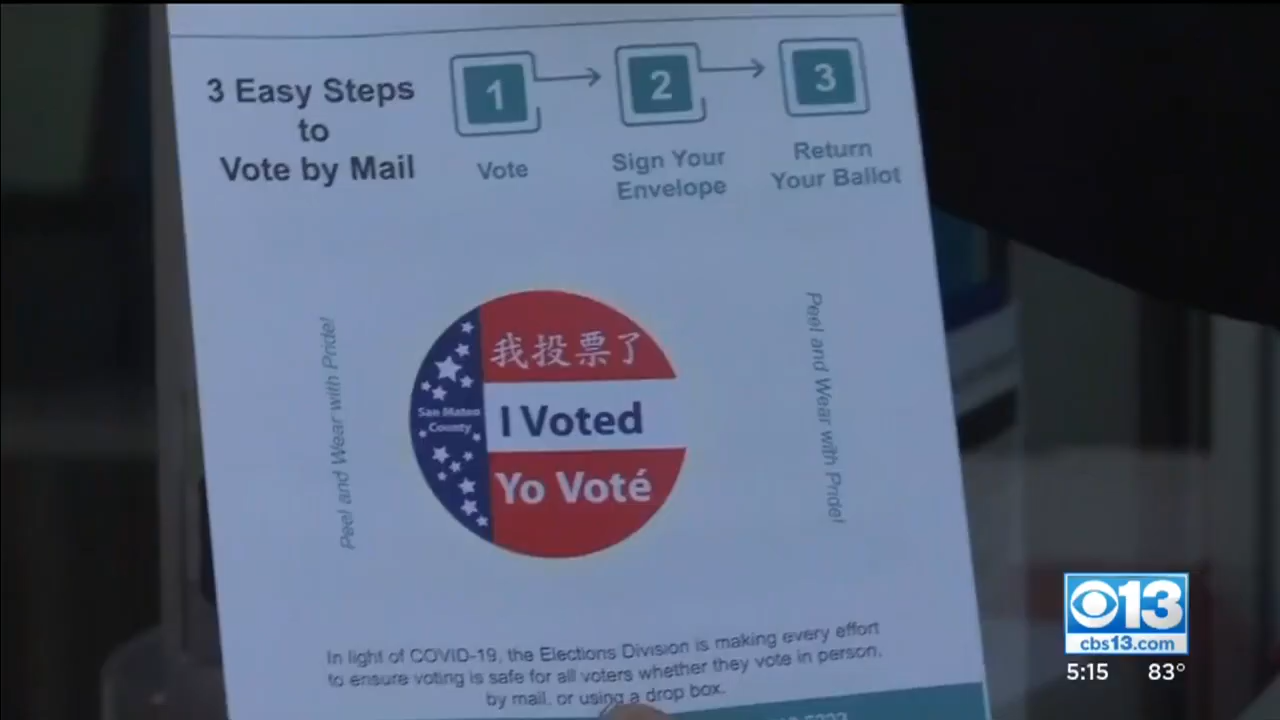 3 Easy Steps
to
Vote by Mail
1
2
3
Vote
Sign Your
Envelope
Return
Your Ballot
Peel and Wear with Pride!
Peel and Wear with Pride!
我投票了
San Mateo
County
I Voted
Yo Voté
In light of COVID-19, the Elections Division is making every effort
to ensure voting is safe for all voters whether they vote in person,
by mail, or using a drop box.
13
cbs13.com
5:15 83°